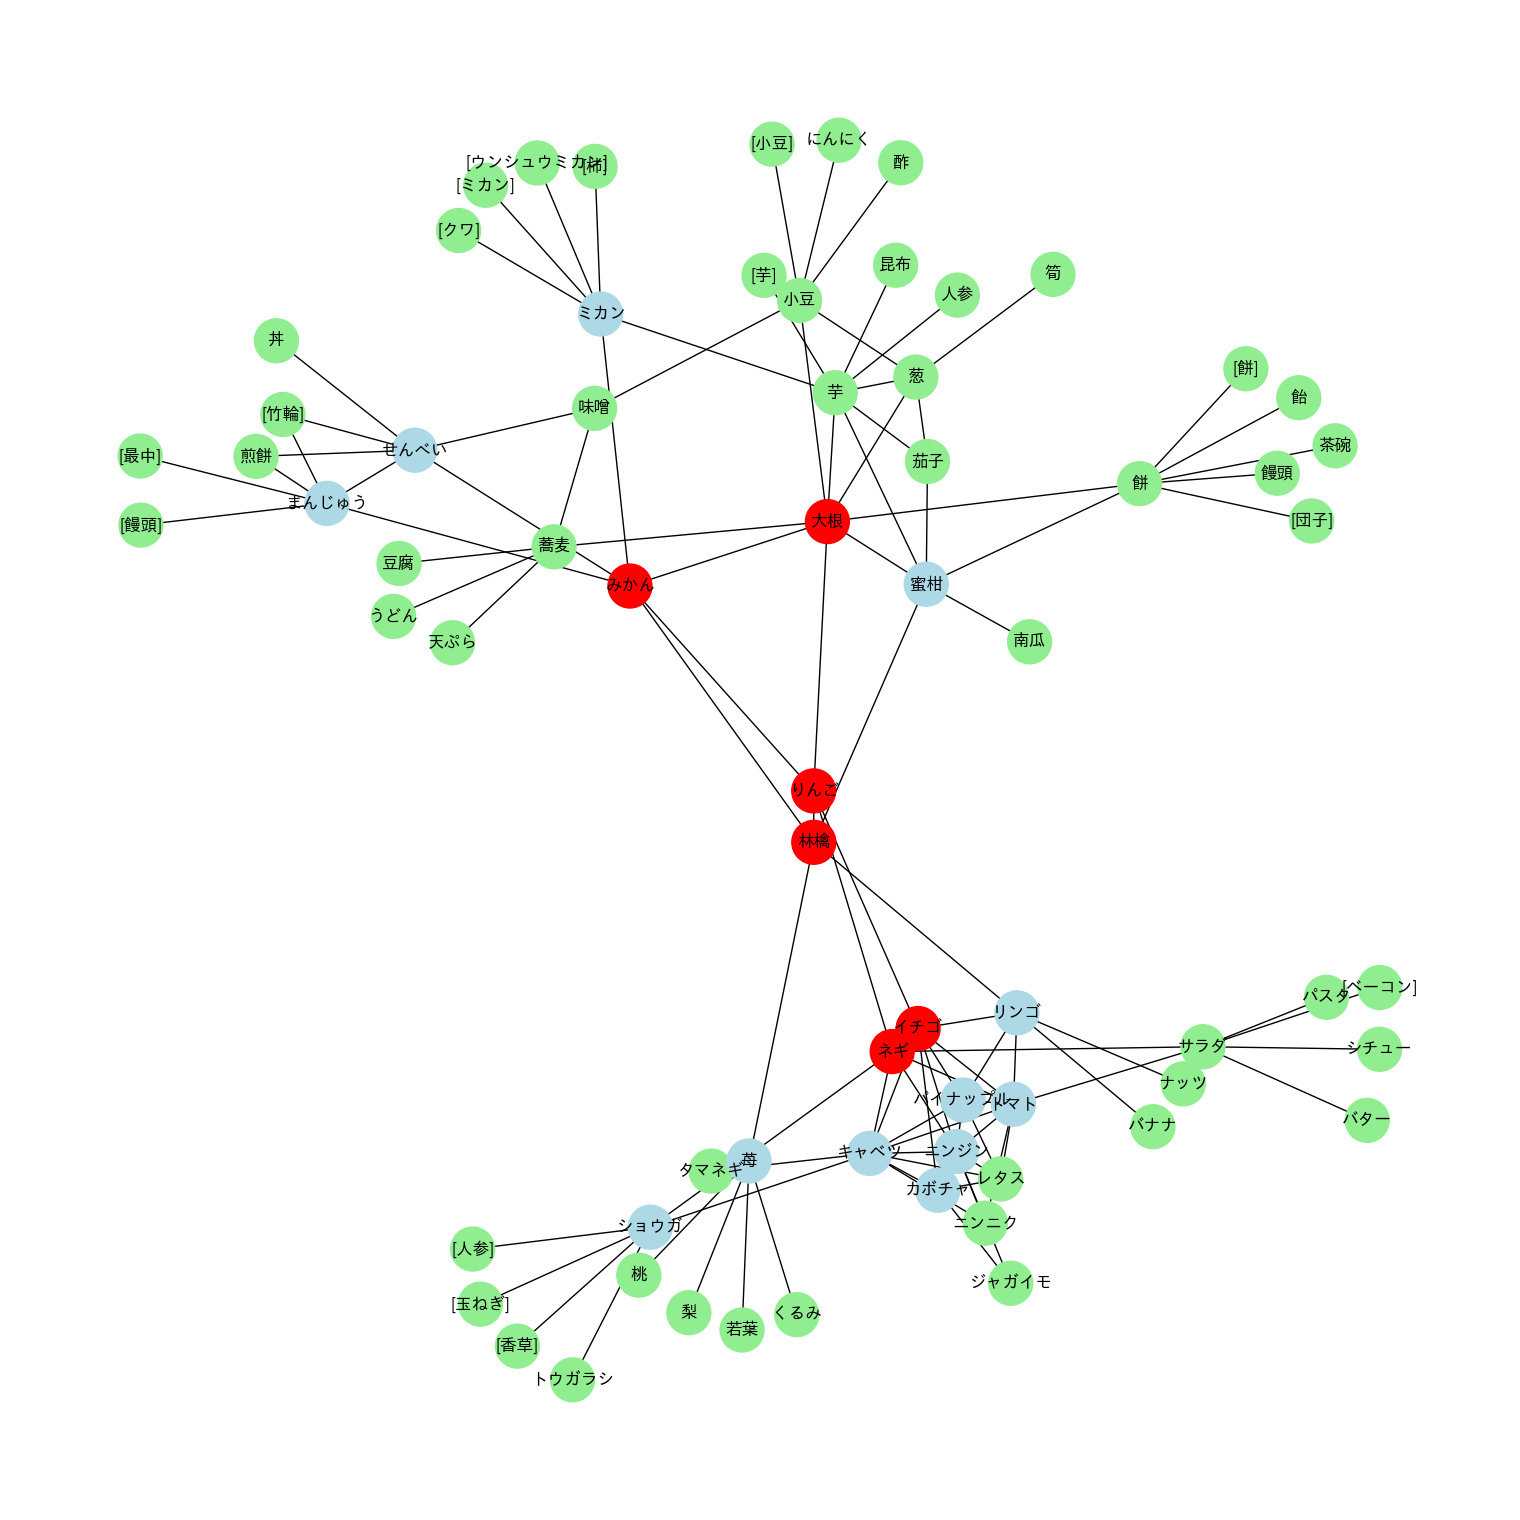 [小豆]
にんにく
酢
[ウンシュウミカン]
[柿]
[ミカン]
[クワ]
昆布
筍
[芋]
人参
小豆
ミカン
丼
[餅]
葱
芋
飴
味噌
[竹輪]
茶碗
せんべい
[最中]
煎餅
茄子
饅頭
餅
まんじゅう
大根
[団子]
[饅頭]
蕎麦
豆腐
みかん
蜜柑
うどん
天ぷら
南瓜
りんご
林檎
[ベーコン]
パスタ
リンゴ
イチゴ
サラダ
シチュー
ネギ
ナッツ
パイナップル
トマト
バター
バナナ
キャベツ
ニンジン
苺
タマネギ
レタス
カボチャ
ニンニク
ショウガ
[人参]
桃
ジャガイモ
[玉ねぎ]
梨
くるみ
若葉
[香草]
トウガラシ